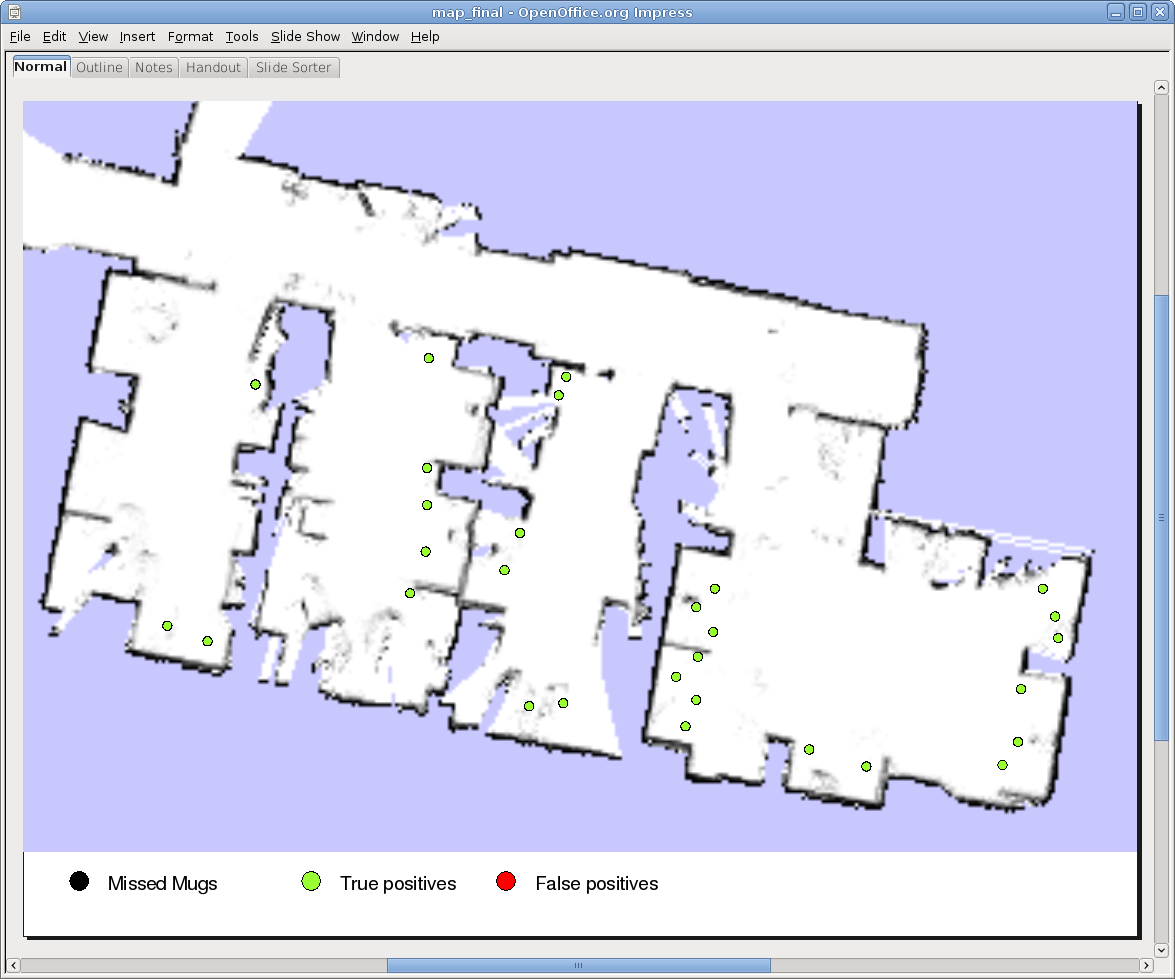 map_final - OpenOffice.org Impress
File Edit View Insert Format Tools Slide Show Window Help
Normal Outline Notes Handout Slide Sorter
Missed Mugs True positives False positives